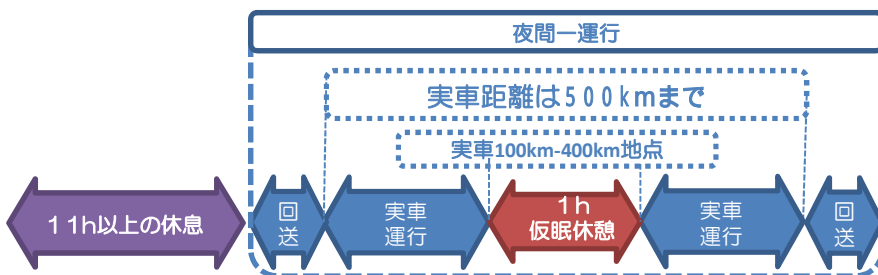 夜間一運行
実車距離は500kmまで
実車100km-400km地点
11h以上の休息
回送
実車
運行
1h
仮眠休憩
実車
運行
回送